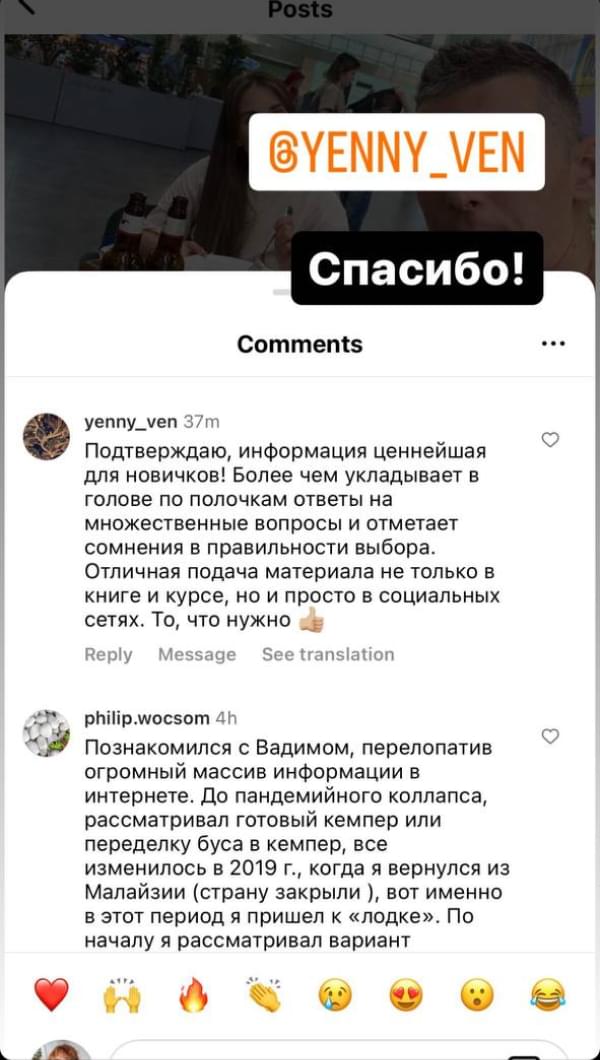 Posts
@YENNY_VEN
Спасибо!
Comments
yenny_ven 37m
Подтверждаю, информация ценнейшая
для новичков! Более чем укладывает в
голове по полочкам ответы на
множественные вопросы и отметает
сомнения в правильности выбора.
Отличная подача материала не только в
книге и курсе, но и просто в социальных
сетях. То, что нужно 👍🏼
Reply Message See translation
philip.wocsom 4h
Познакомился с Вадимом, перелопатив
огромный массив информации в
интернете. До пандемийного коллапса,
рассматривал готовый кемпер или
переделку буса в кемпер, все
изменилось в 2019 г., когда я вернулся из
Малайзии (страну закрыли ), вот именно
в этот период я пришел к «лодке». По
началу я рассматривал вариант